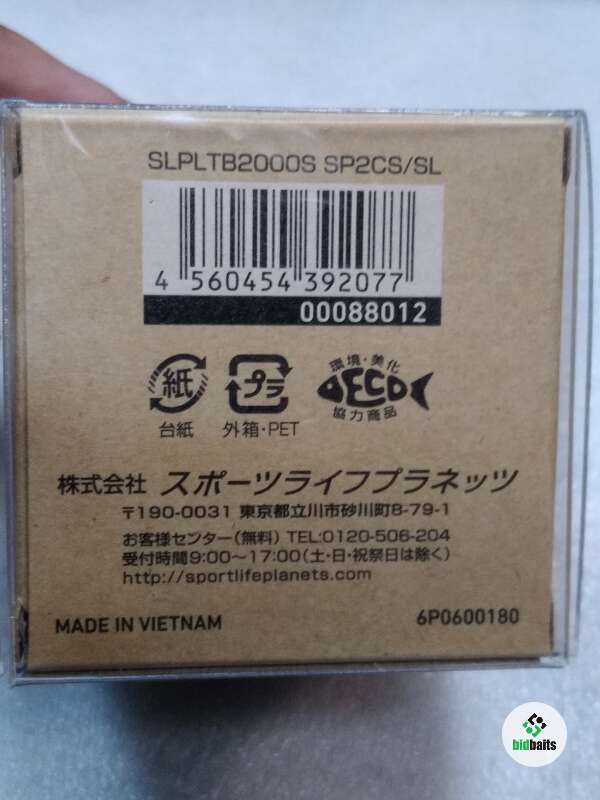 SLPLTB2000S SP2CS/SL
4 560454 392077
00088012
紙
台紙
プラ
外箱・PET
環境・美化
ECO
協力商品
株式会社 スポーツライフプラネッツ
〒190-0031 東京都立川市砂川町8-79-1
お客様センター(無料) TEL:0120-506-204
受付時間9:00〜17:00(土・日・祝祭日は除く)
http://sportlifeplanets.com
MADE IN VIETNAM
6P0600180
bidbaits